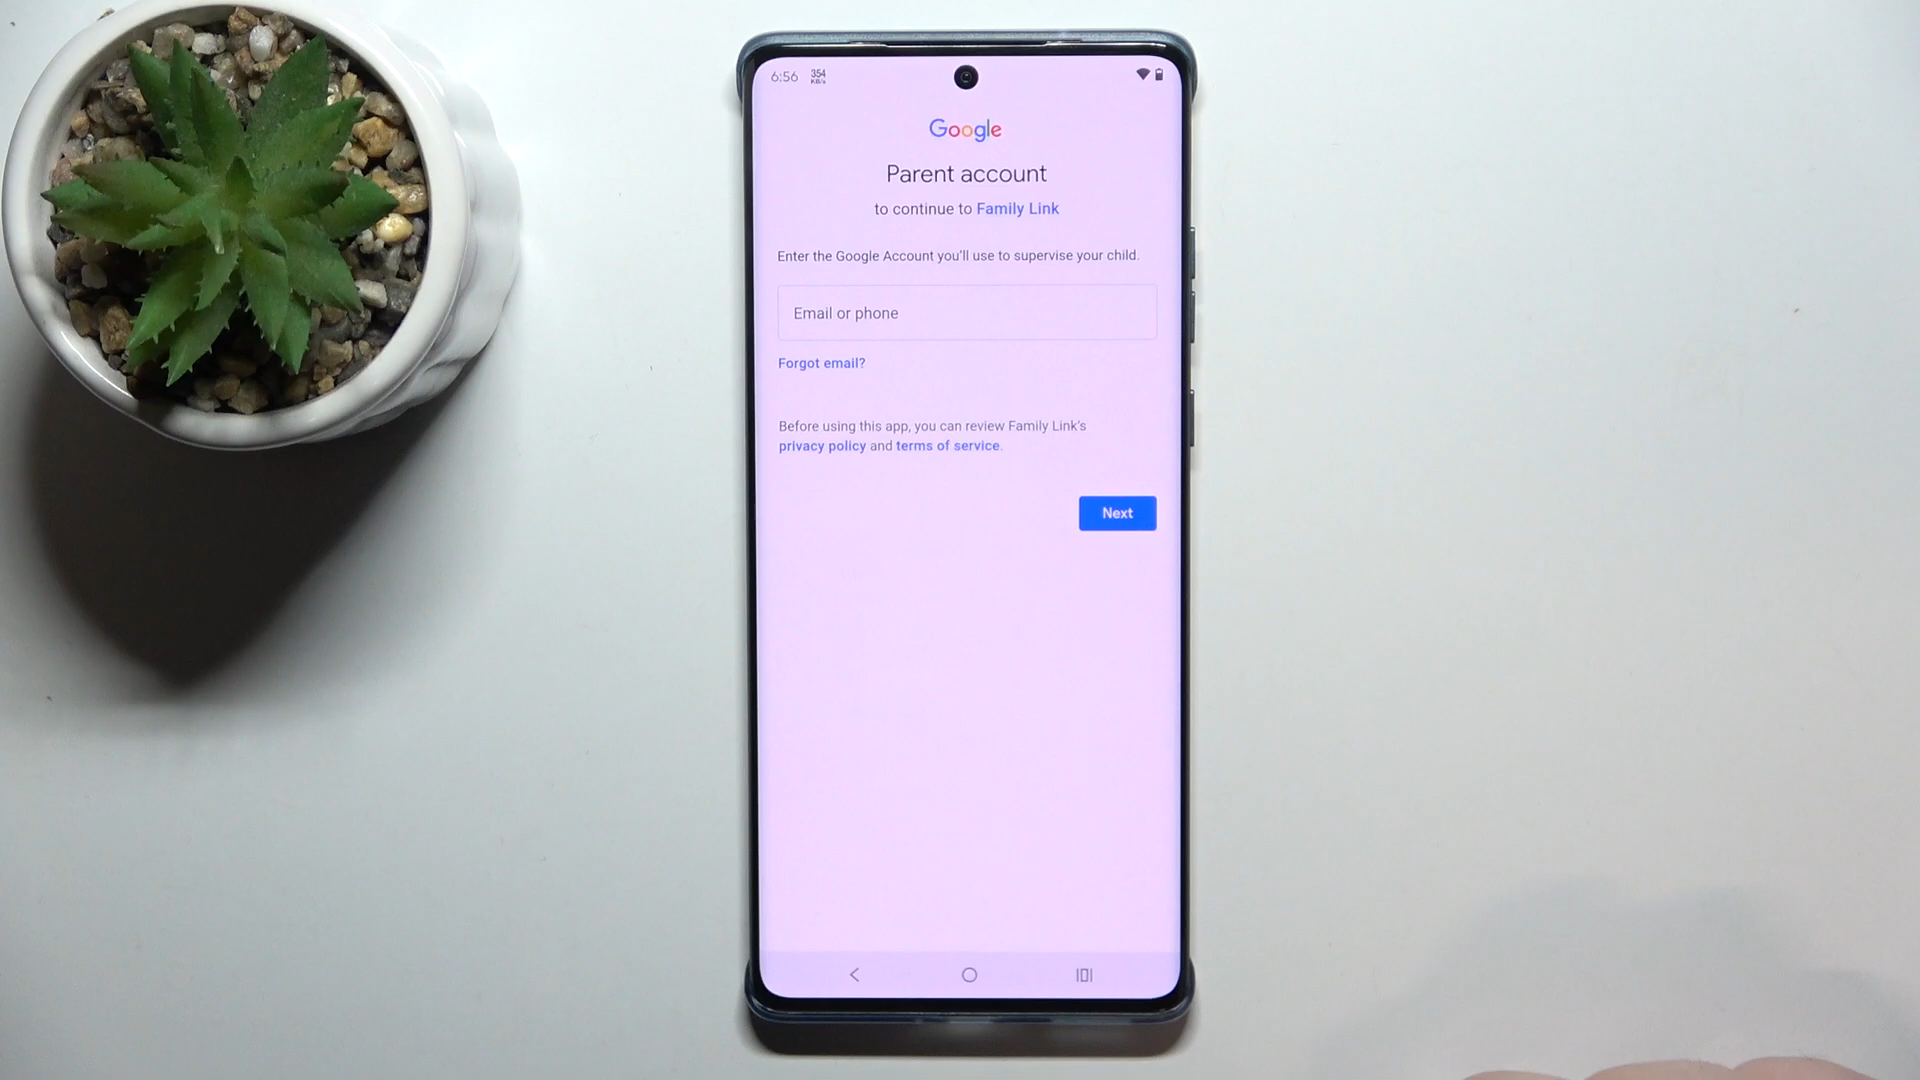 6:56 354 KB/s
Google
Parent account
to continue to Family Link
Enter the Google Account you'll use to supervise your child.
Email or phone
Forgot email?
Before using this app, you can review Family Link's
privacy policy and terms of service.
Next